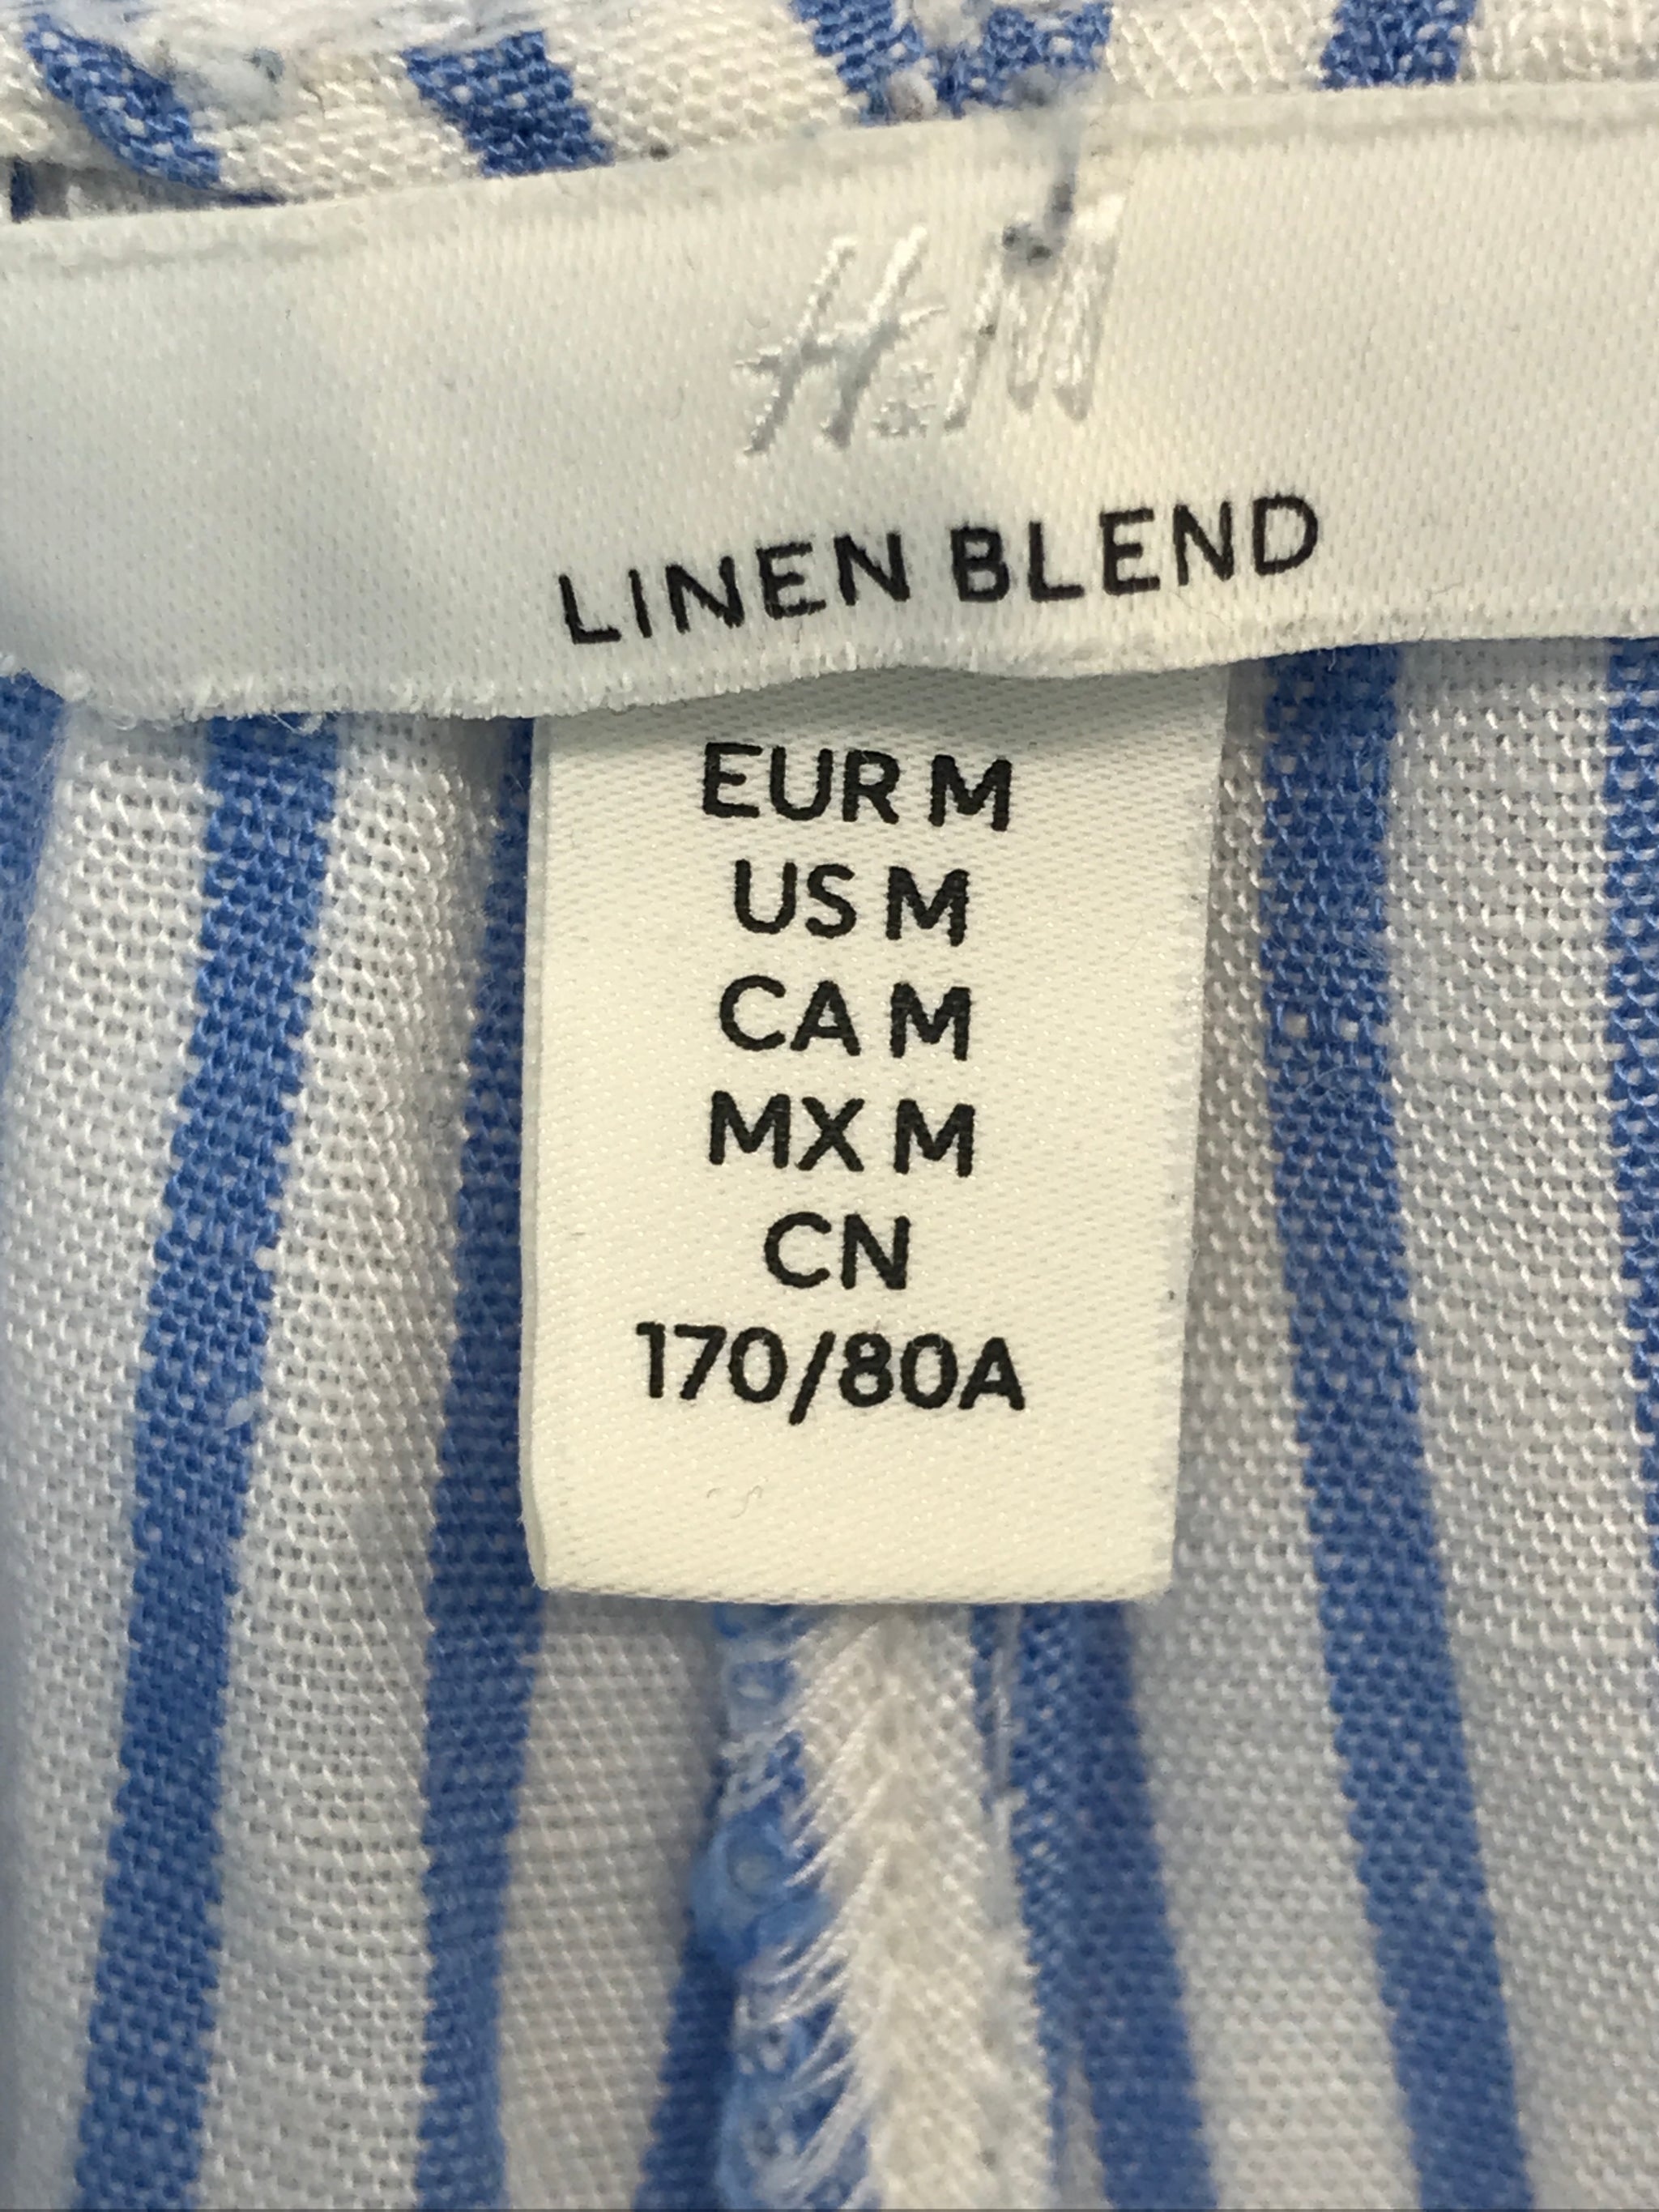 H&M
LINEN BLEND
EUR M
US M
CA M
MX M
CN
170/80A